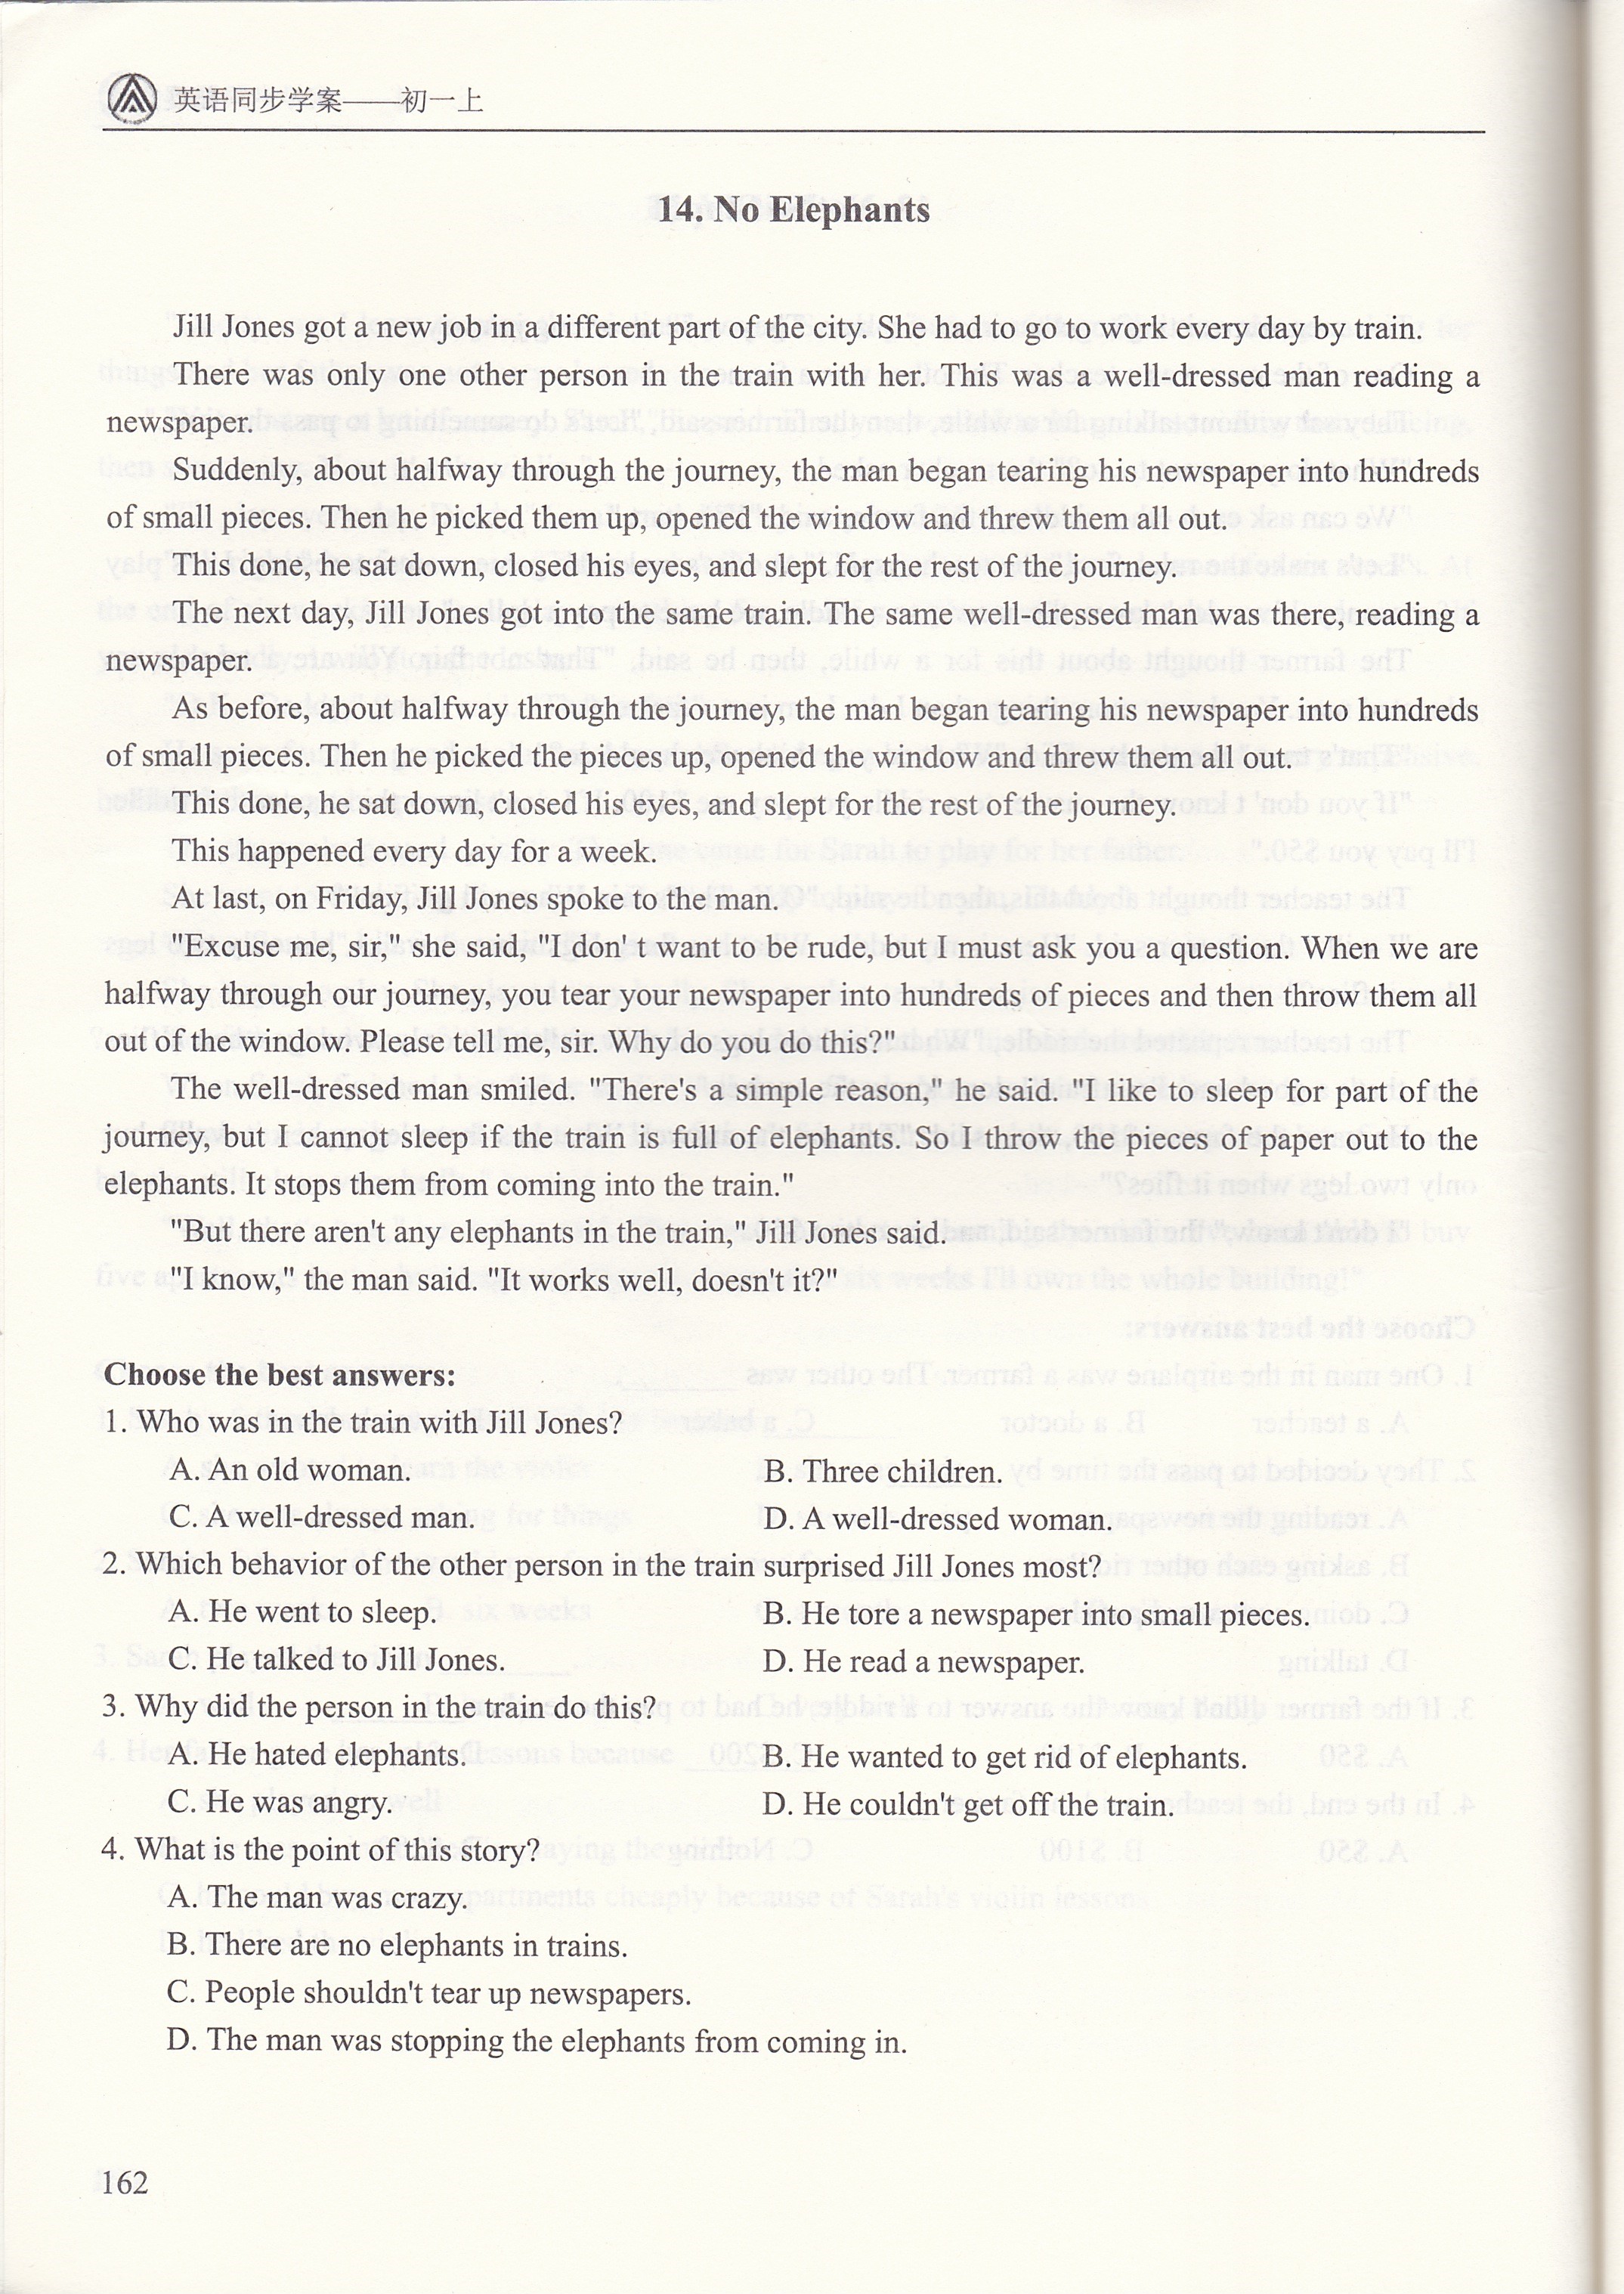 英语同步学案——初一上
14. No Elephants
Jill Jones got a new job in a different part of the city. She had to go to work every day by train.
There was only one other person in the train with her. This was a well-dressed man reading a
newspaper.
Suddenly, about halfway through the journey, the man began tearing his newspaper into hundreds
of small pieces. Then he picked them up, opened the window and threw them all out.
This done, he sat down, closed his eyes, and slept for the rest of the journey.
The next day, Jill Jones got into the same train. The same well-dressed man was there, reading a
newspaper.
As before, about halfway through the journey, the man began tearing his newspaper into hundreds
of small pieces. Then he picked the pieces up, opened the window and threw them all out.
This done, he sat down, closed his eyes, and slept for the rest of the journey.
This happened every day for a week.
At last, on Friday, Jill Jones spoke to the man.
"Excuse me, sir," she said, "I don' t want to be rude, but I must ask you a question. When we are
halfway through our journey, you tear your newspaper into hundreds of pieces and then throw them all
out of the window. Please tell me, sir. Why do you do this?"
The well-dressed man smiled. "There's a simple reason," he said. "I like to sleep for part of the
journey, but I cannot sleep if the train is full of elephants. So I throw the pieces of paper out to the
elephants. It stops them from coming into the train."
"But there aren't any elephants in the train," Jill Jones said.
"I know," the man said. "It works well, doesn't it?"
Choose the best answers:
1. Who was in the train with Jill Jones?
A. An old woman. B. Three children.
C. A well-dressed man. D. A well-dressed woman.
2. Which behavior of the other person in the train surprised Jill Jones most?
A. He went to sleep. B. He tore a newspaper into small pieces.
C. He talked to Jill Jones. D. He read a newspaper.
3. Why did the person in the train do this?
A. He hated elephants. B. He wanted to get rid of elephants.
C. He was angry. D. He couldn't get off the train.
4. What is the point of this story?
A. The man was crazy.
B. There are no elephants in trains.
C. People shouldn't tear up newspapers.
D. The man was stopping the elephants from coming in.
162